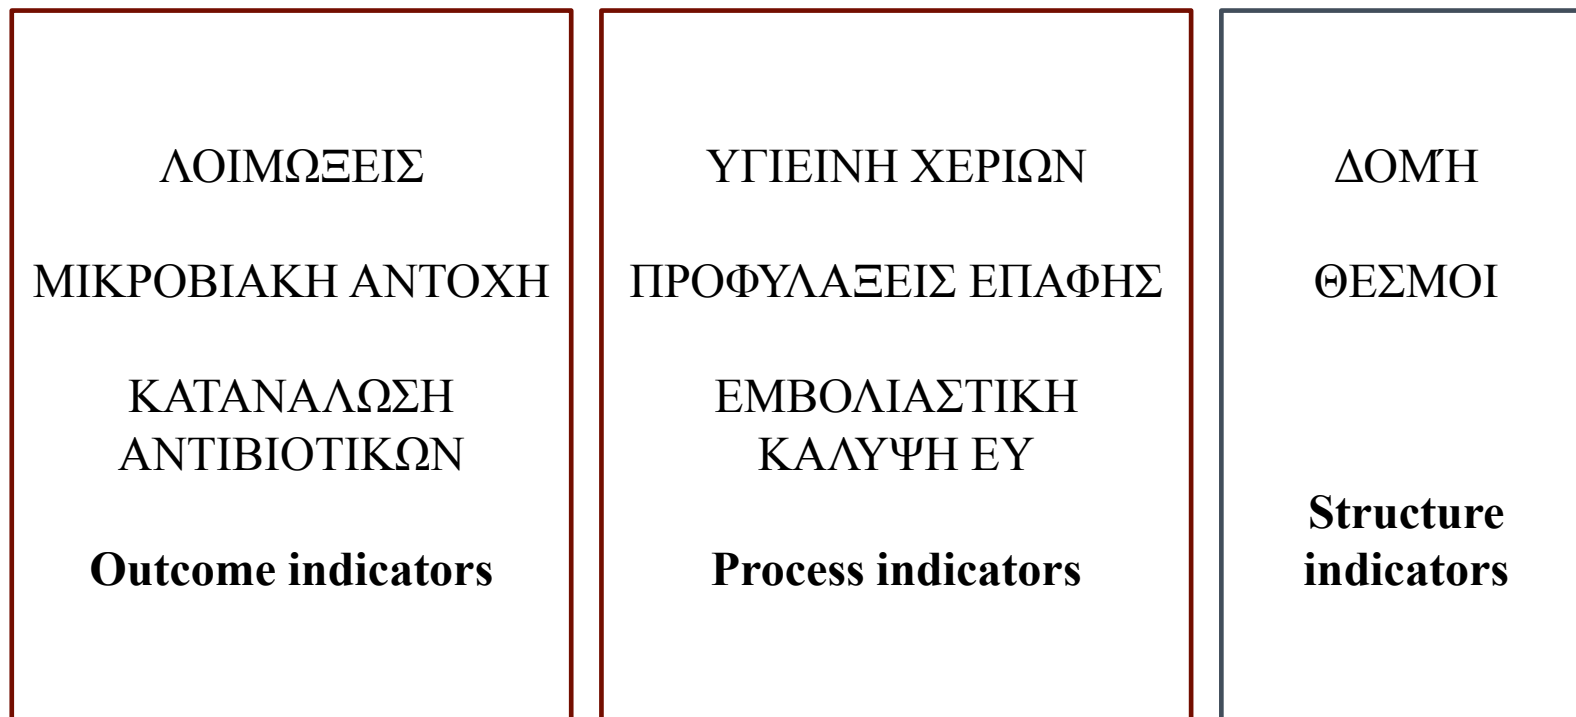 ΛΟΙΜΩΞΕΙΣ
ΜΙΚΡΟΒΙΑΚΗ ΑΝΤΟΧΗ
ΚΑΤΑΝΑΛΩΣΗ
ΑΝΤΙΒΙΟΤΙΚΩΝ
Outcome indicators
ΥΓΙΕΙΝΗ ΧΕΡΙΩΝ
ΠΡΟΦΥΛΑΞΕΙΣ ΕΠΑΦΗΣ
ΕΜΒΟΛΙΑΣΤΙΚΗ
ΚΑΛΥΨΗ ΕΥ
Process indicators
ΔΟΜΉ
ΘΕΣΜΟΙ
Structure
indicators